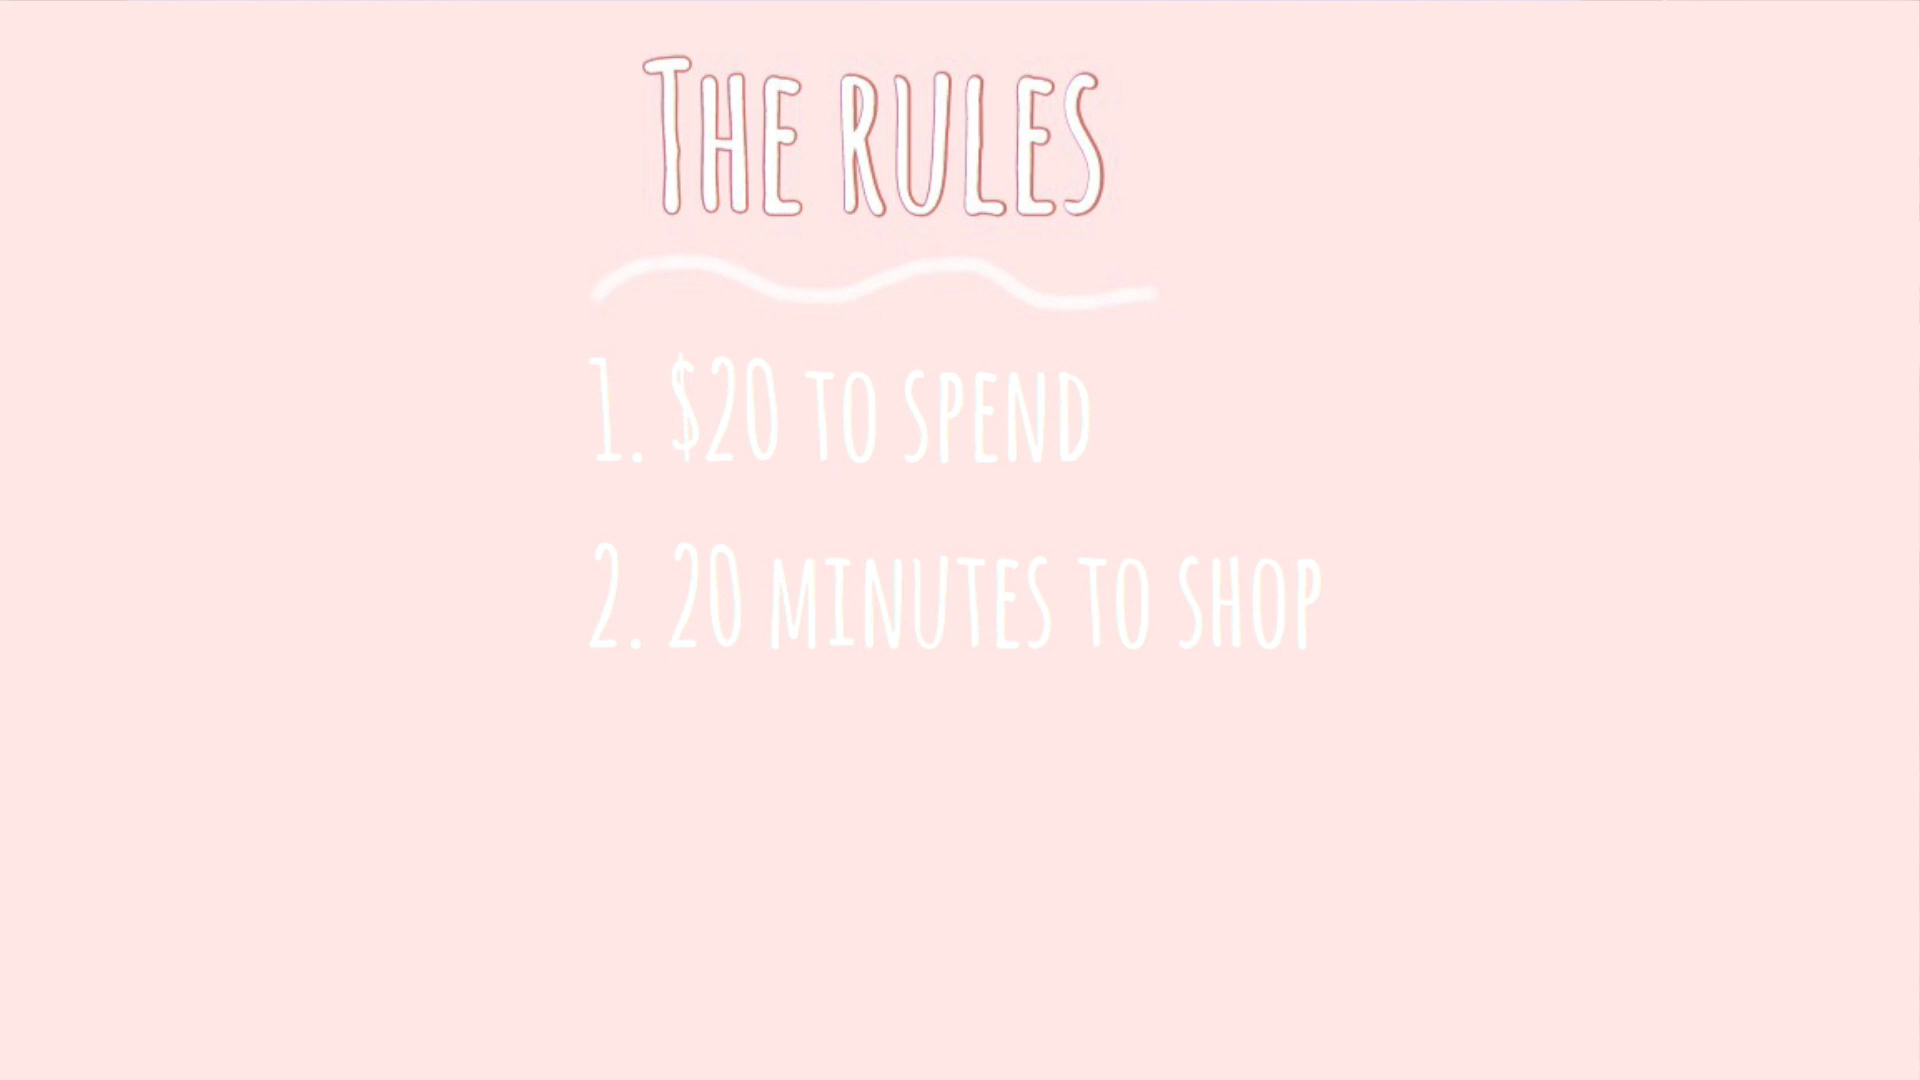 The rules
1. $20 to spend
2. 20 minutes to shop